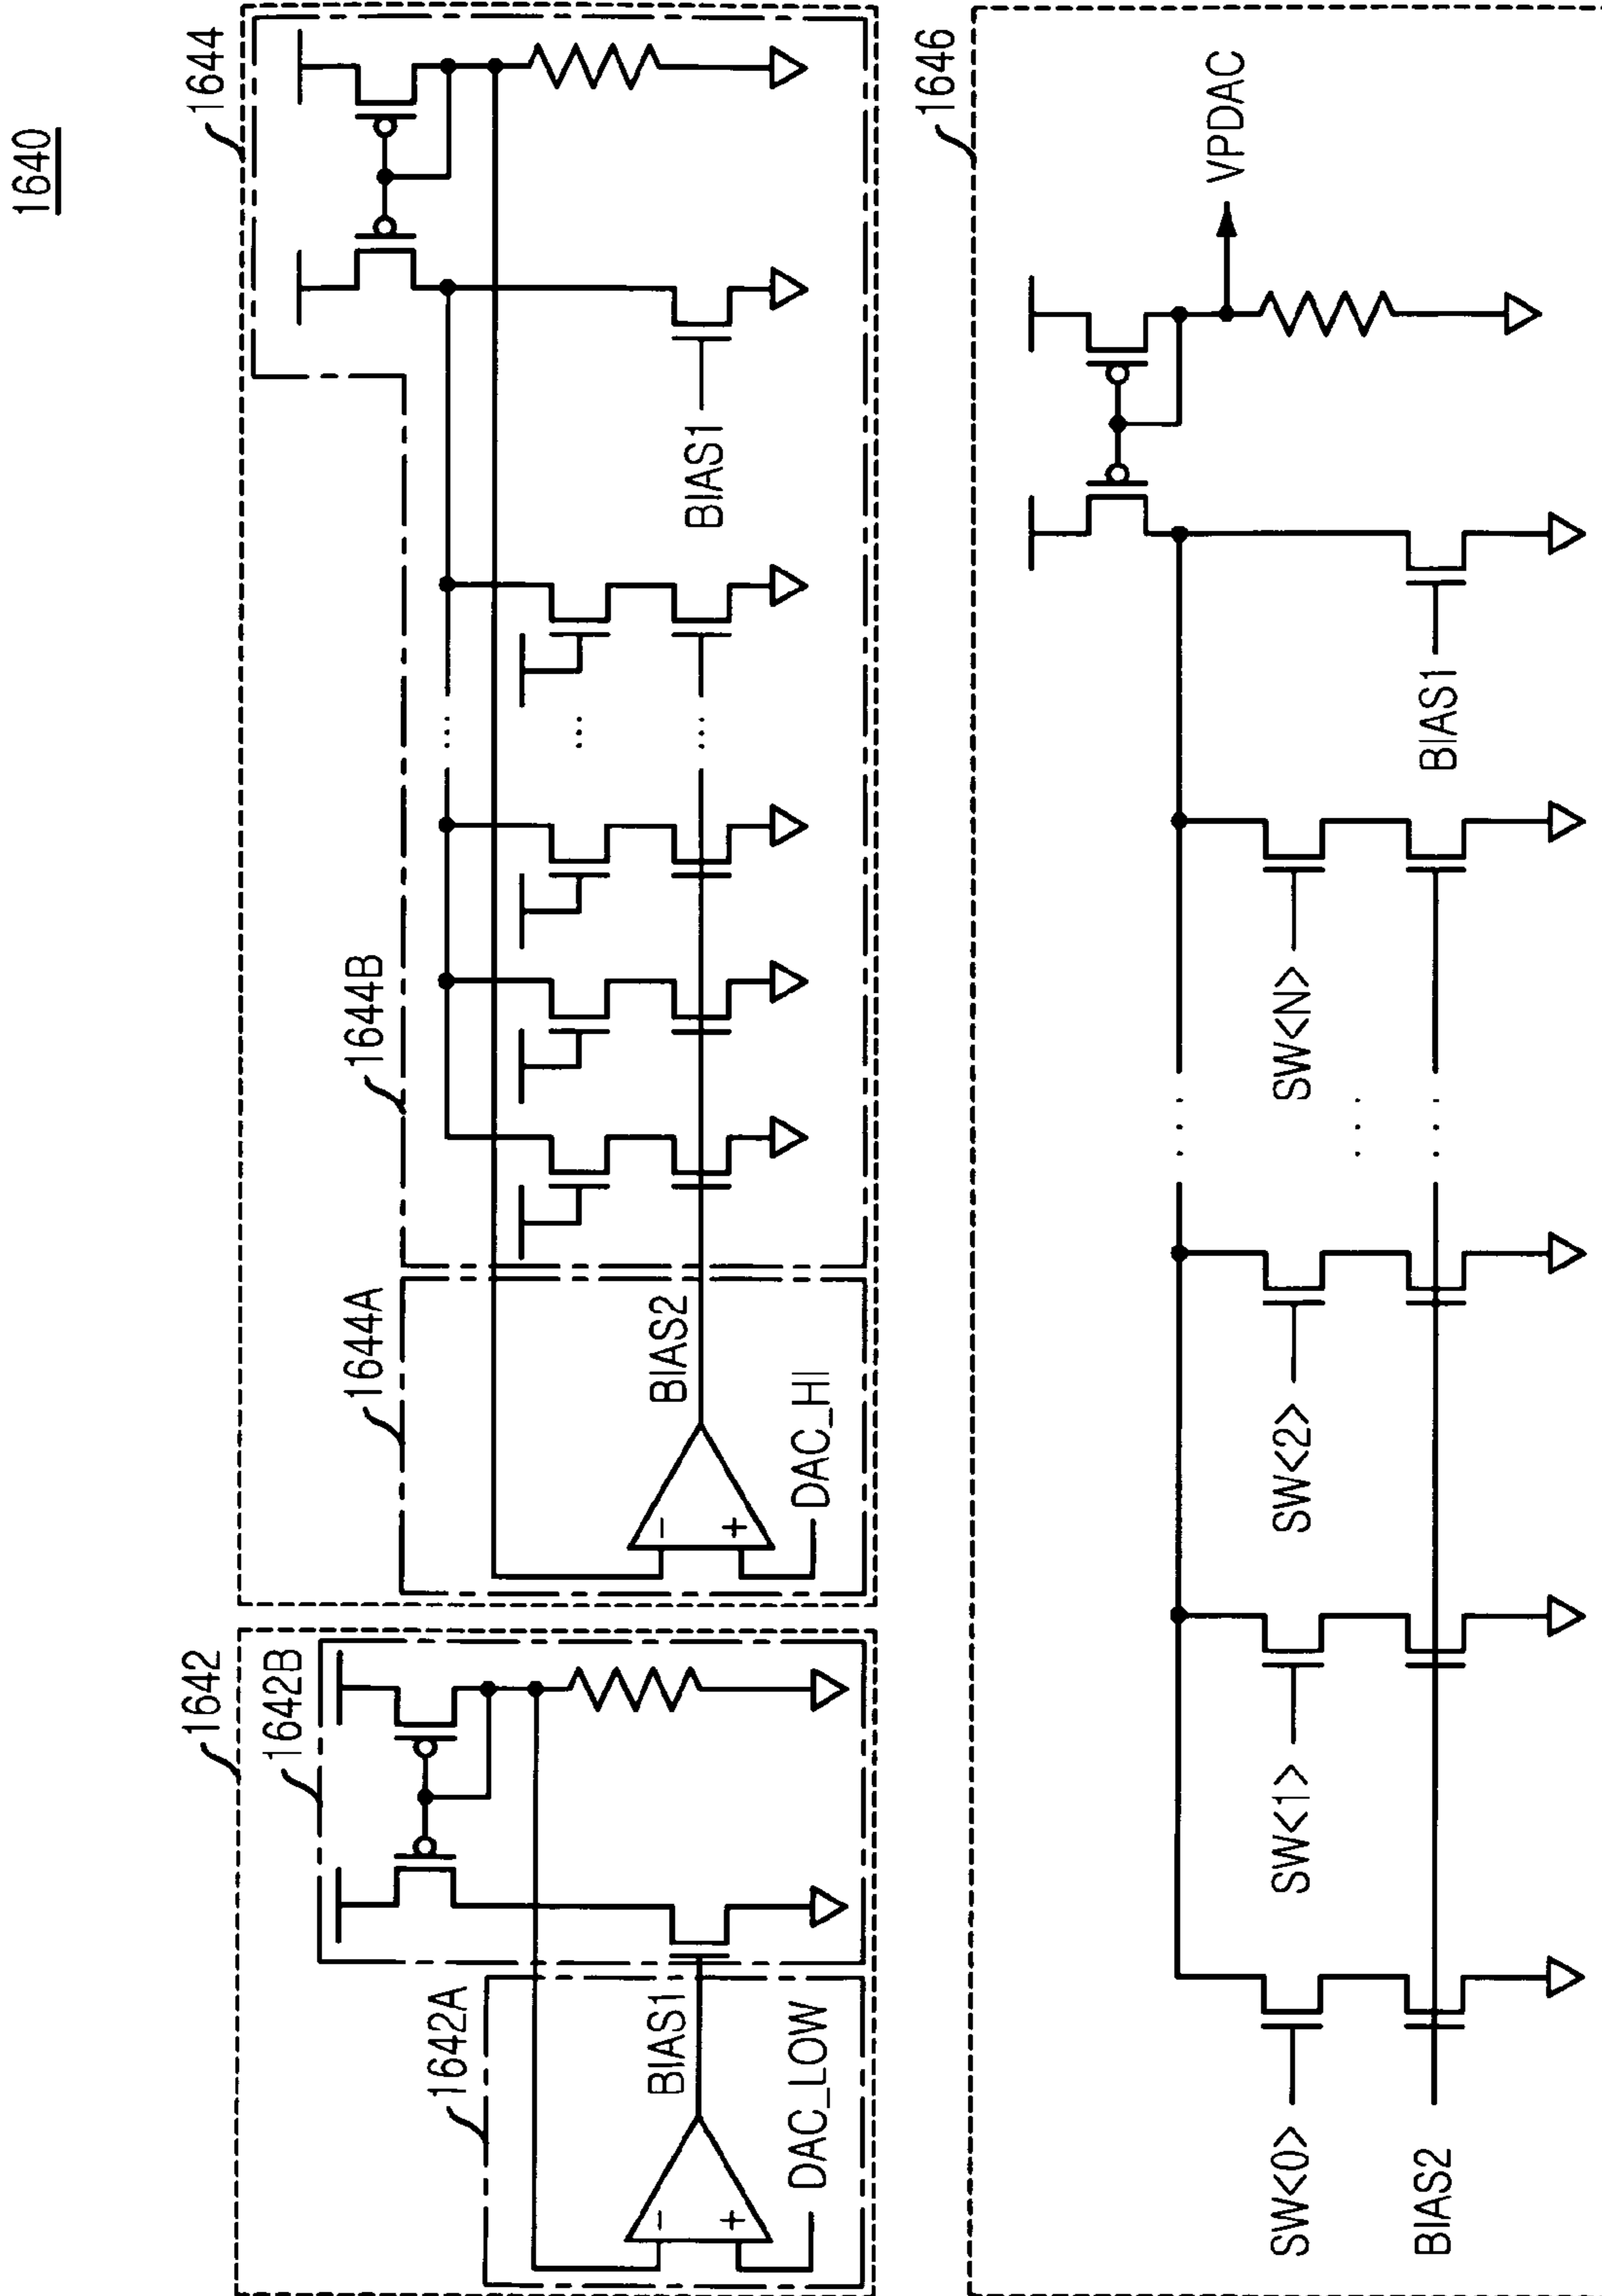 1640
1642
1642A
1642B
BIAS1
DAC_LOW
1644
1644A
1644B
BIAS2
DAC_HI
BIAS1
-
+
-
+
...
...
...
1646
SW<0>
SW<1>
SW<2>
SW<N>
BIAS2
BIAS1
VPDAC
...
...
...